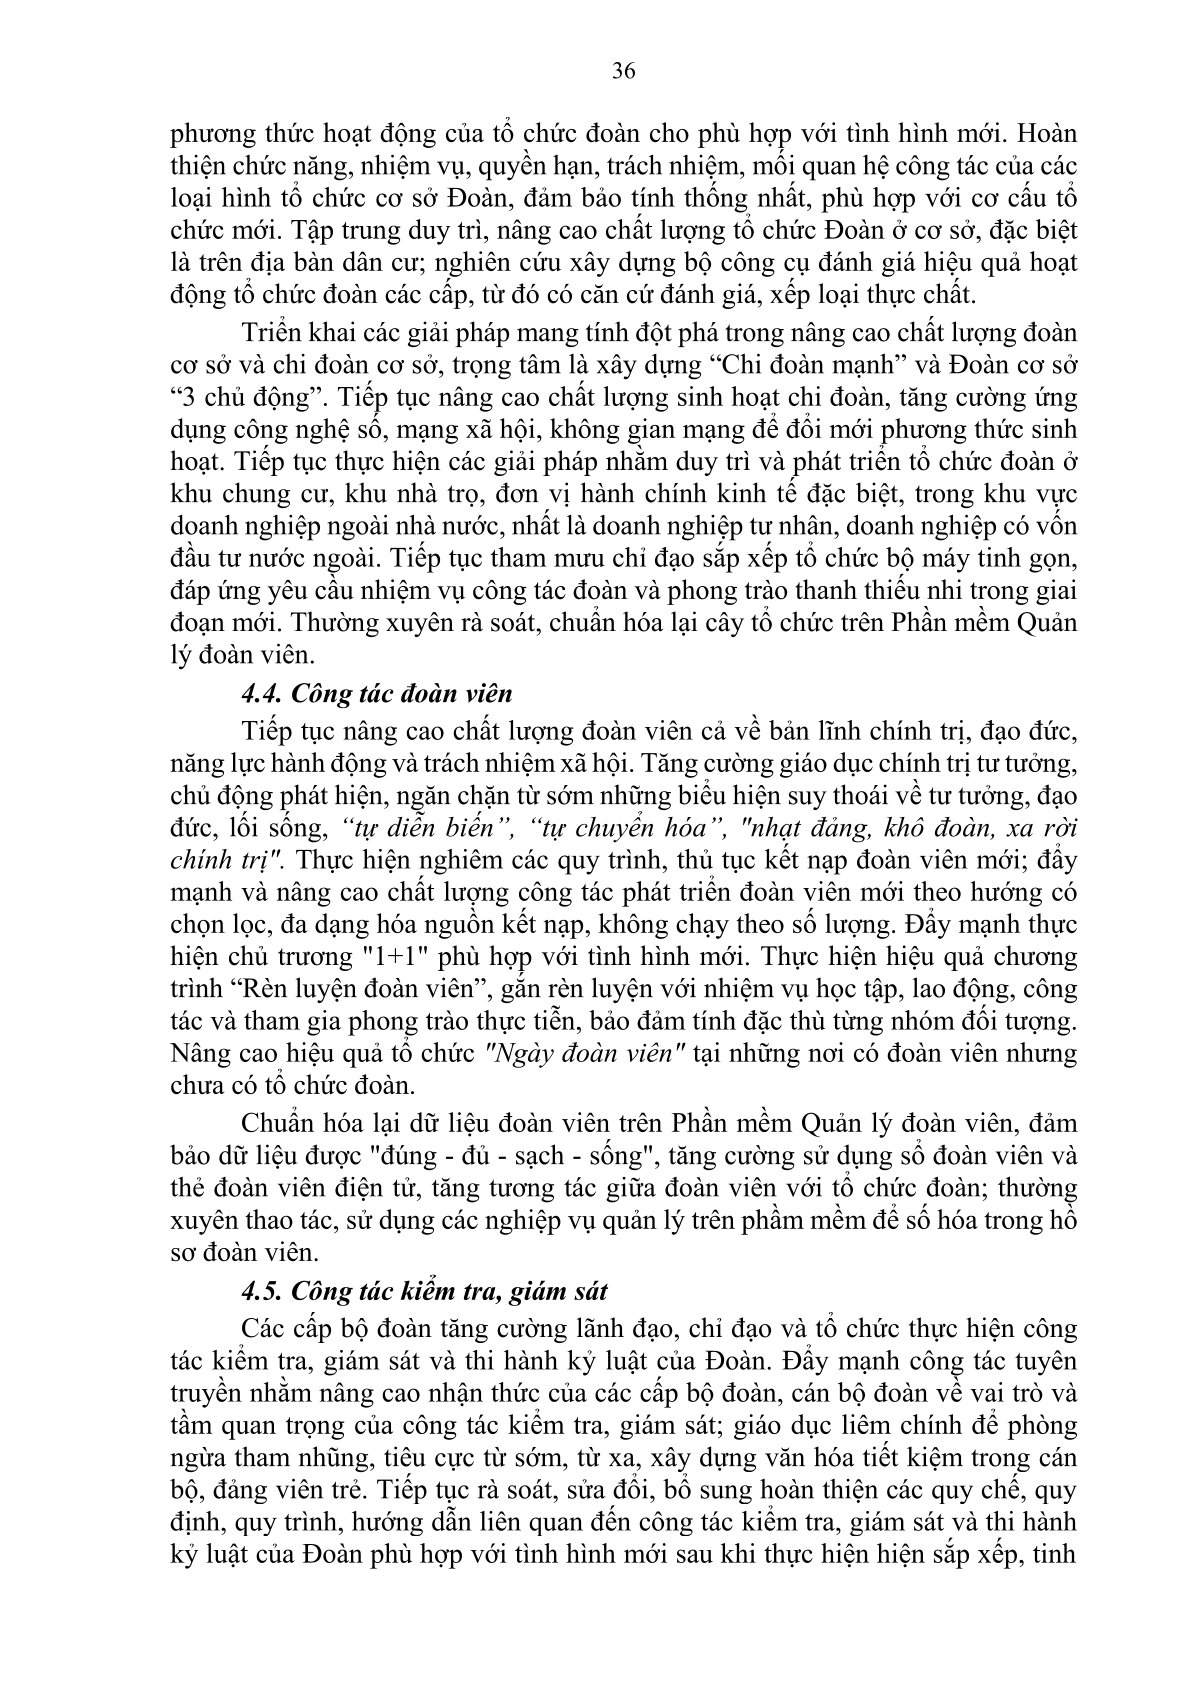 36
phương thức hoạt động của tổ chức đoàn cho phù hợp với tình hình mới. Hoàn
thiện chức năng, nhiệm vụ, quyền hạn, trách nhiệm, mối quan hệ công tác của các
loại hình tổ chức cơ sở Đoàn, đảm bảo tính thống nhất, phù hợp với cơ cấu tổ
chức mới. Tập trung duy trì, nâng cao chất lượng tổ chức Đoàn ở cơ sở, đặc biệt
là trên địa bàn dân cư; nghiên cứu xây dựng bộ công cụ đánh giá hiệu quả hoạt
động tổ chức đoàn các cấp, từ đó có căn cứ đánh giá, xếp loại thực chất.
Triển khai các giải pháp mang tính đột phá trong nâng cao chất lượng đoàn
cơ sở và chi đoàn cơ sở, trọng tâm là xây dựng “Chi đoàn mạnh” và Đoàn cơ sở
“3 chủ động”. Tiếp tục nâng cao chất lượng sinh hoạt chi đoàn, tăng cường ứng
dụng công nghệ số, mạng xã hội, không gian mạng để đổi mới phương thức sinh
hoạt. Tiếp tục thực hiện các giải pháp nhằm duy trì và phát triển tổ chức đoàn ở
khu chung cư, khu nhà trọ, đơn vị hành chính kinh tế đặc biệt, trong khu vực
doanh nghiệp ngoài nhà nước, nhất là doanh nghiệp tư nhân, doanh nghiệp có vốn
đầu tư nước ngoài. Tiếp tục tham mưu chỉ đạo sắp xếp tổ chức bộ máy tinh gọn,
đáp ứng yêu cầu nhiệm vụ công tác đoàn và phong trào thanh thiếu nhi trong giai
đoạn mới. Thường xuyên rà soát, chuẩn hóa lại cây tổ chức trên Phần mềm Quản
lý đoàn viên.
4.4. Công tác đoàn viên
Tiếp tục nâng cao chất lượng đoàn viên cả về bản lĩnh chính trị, đạo đức,
năng lực hành động và trách nhiệm xã hội. Tăng cường giáo dục chính trị tư tưởng,
chủ động phát hiện, ngăn chặn từ sớm những biểu hiện suy thoái về tư tưởng, đạo
đức, lối sống, “tự diễn biến”, “tự chuyển hóa”, "nhạt đảng, khô đoàn, xa rời
chính trị". Thực hiện nghiêm các quy trình, thủ tục kết nạp đoàn viên mới; đẩy
mạnh và nâng cao chất lượng công tác phát triển đoàn viên mới theo hướng có
chọn lọc, đa dạng hóa nguồn kết nạp, không chạy theo số lượng. Đẩy mạnh thực
hiện chủ trương "1+1" phù hợp với tình hình mới. Thực hiện hiệu quả chương
trình “Rèn luyện đoàn viên”, gắn rèn luyện với nhiệm vụ học tập, lao động, công
tác và tham gia phong trào thực tiễn, bảo đảm tính đặc thù từng nhóm đối tượng.
Nâng cao hiệu quả tổ chức "Ngày đoàn viên" tại những nơi có đoàn viên nhưng
chưa có tổ chức đoàn.
Chuẩn hóa lại dữ liệu đoàn viên trên Phần mềm Quản lý đoàn viên, đảm
bảo dữ liệu được "đúng - đủ - sạch - sống", tăng cường sử dụng sổ đoàn viên và
thẻ đoàn viên điện tử, tăng tương tác giữa đoàn viên với tổ chức đoàn; thường
xuyên thao tác, sử dụng các nghiệp vụ quản lý trên phầm mềm để số hóa trong hồ
sơ đoàn viên.
4.5. Công tác kiểm tra, giám sát
Các cấp bộ đoàn tăng cường lãnh đạo, chỉ đạo và tổ chức thực hiện công
tác kiểm tra, giám sát và thi hành kỷ luật của Đoàn. Đẩy mạnh công tác tuyên
truyền nhằm nâng cao nhận thức của các cấp bộ đoàn, cán bộ đoàn về vai trò và
tầm quan trọng của công tác kiểm tra, giám sát; giáo dục liêm chính để phòng
ngừa tham nhũng, tiêu cực từ sớm, từ xa, xây dựng văn hóa tiết kiệm trong cán
bộ, đảng viên trẻ. Tiếp tục rà soát, sửa đổi, bổ sung hoàn thiện các quy chế, quy
định, quy trình, hướng dẫn liên quan đến công tác kiểm tra, giám sát và thi hành
kỷ luật của Đoàn phù hợp với tình hình mới sau khi thực hiện hiện sắp xếp, tinh